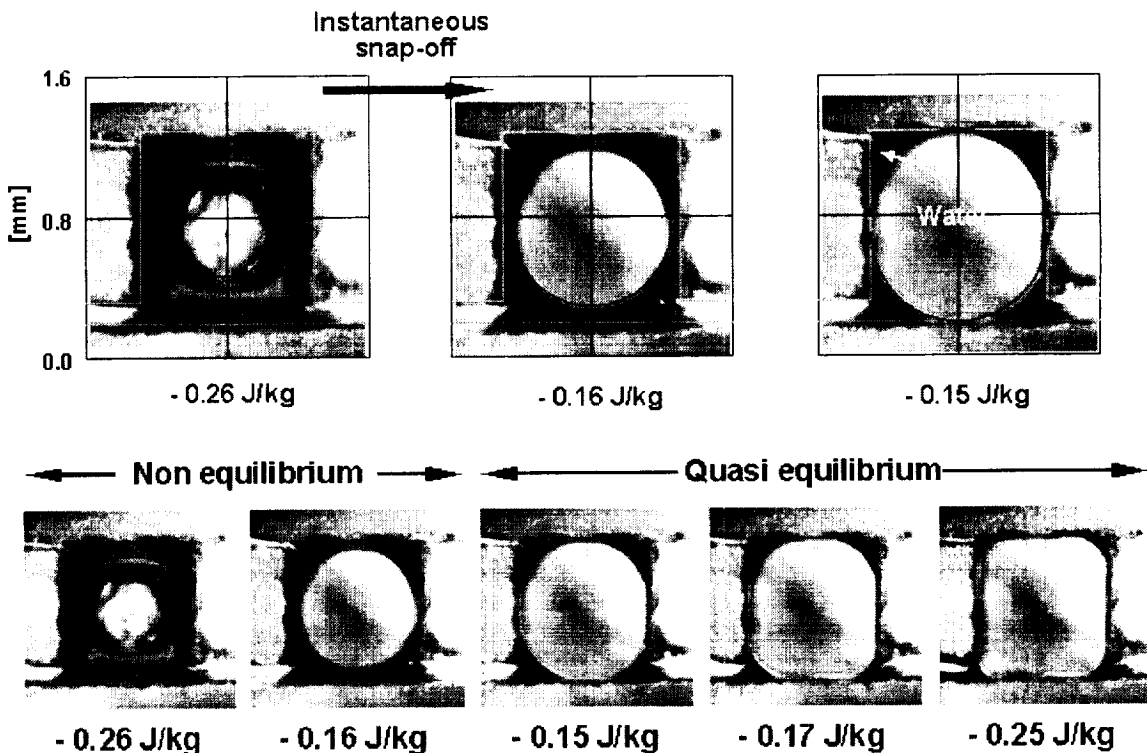 Instantaneous
snap-off
1.6
[mm]
0.8
0.0
Water
- 0.26 J/kg
- 0.16 J/kg
- 0.15 J/kg
Non equilibrium
Quasi equilibrium
- 0.26 J/kg
- 0.16 J/kg
- 0.15 J/kg
- 0.17 J/kg
- 0.25 J/kg